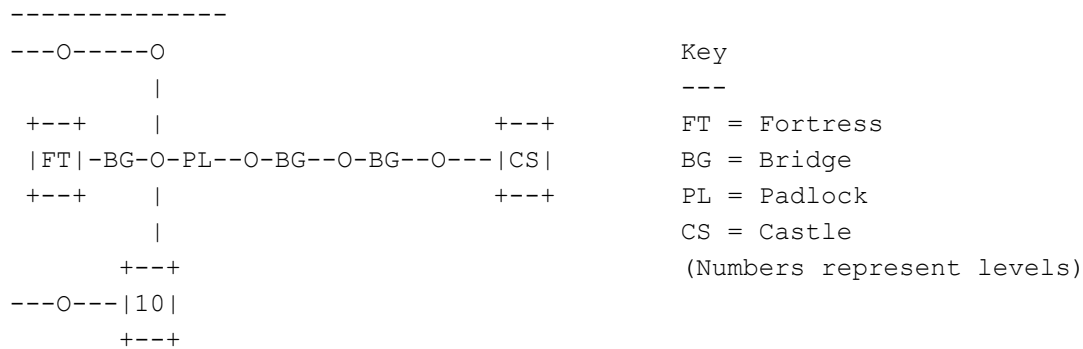 --------------
---O-----O                                  Key
         |                                  ---
 +--+    |                      +--+        FT = Fortress
 |FT|-BG-O-PL--O-BG--O-BG--O---|CS|        BG = Bridge
 +--+    |                      +--+        PL = Padlock
         |                                  CS = Castle
       +--+                                 (Numbers represent levels)
---O---|10|
       +--+